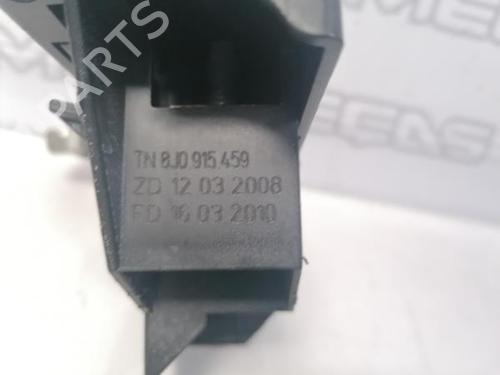 PARTS
TN 8J0 915 459
ZD 12 03 2008
FD 16 03 2010